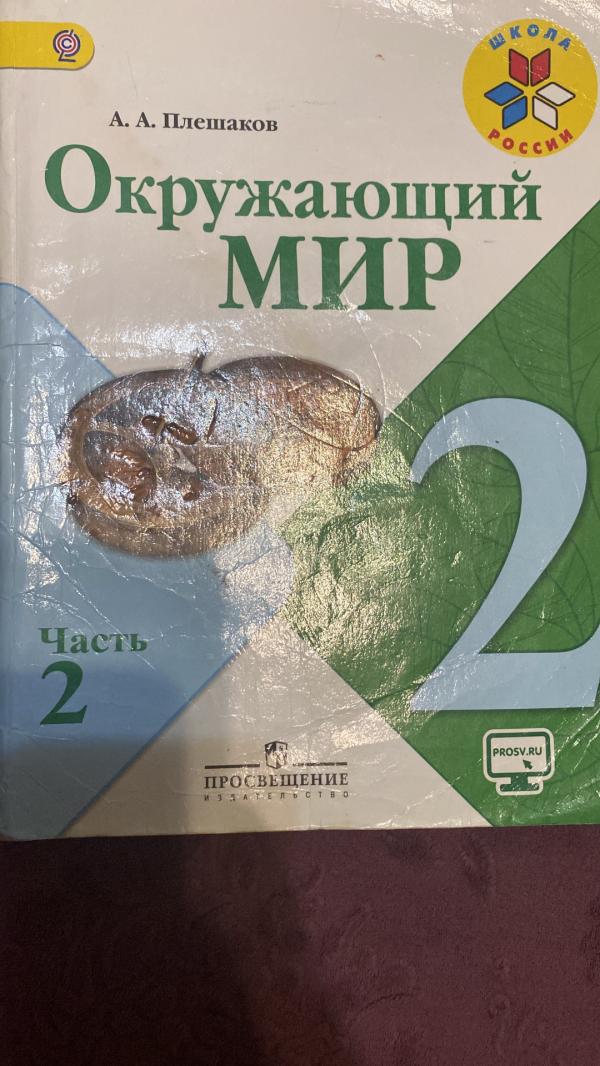 ШКОЛА
РОССИИ
А. А. Плешаков
Окружающий
МИР
2
Часть
2
PROSV.RU
ПРОСВЕЩЕНИЕ
ИЗДАТЕЛЬСТВО